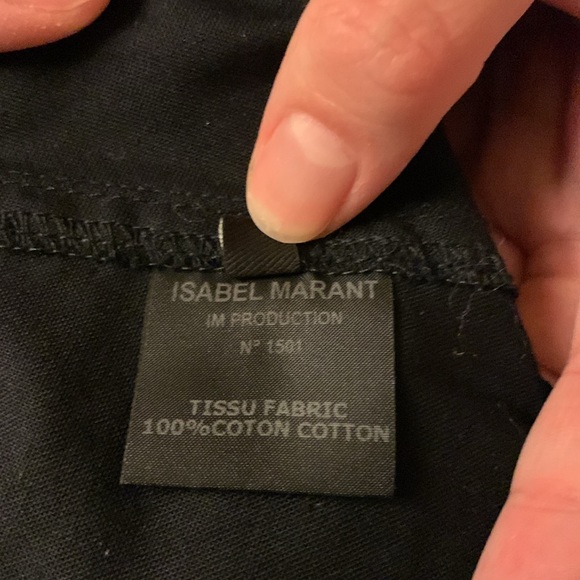 ISABEL MARANT
IM PRODUCTION
N° 1501
TISSU FABRIC
100%COTON COTTON